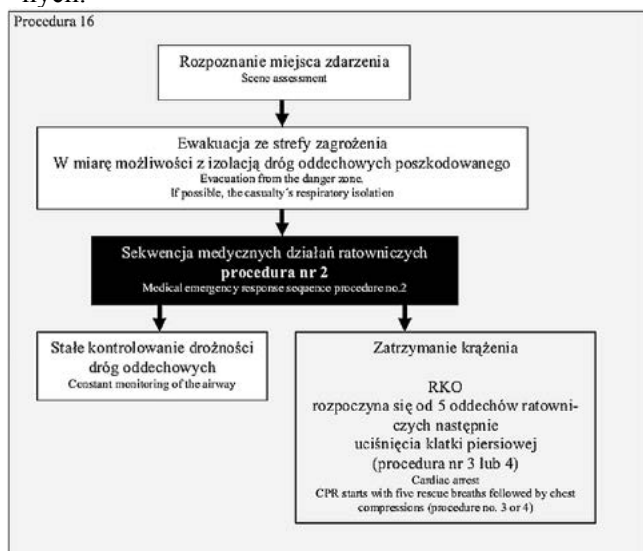 nych.
Procedura 16
Rozpoznanie miejsca zdarzenia
Scene assessment
Ewakuacja ze strefy zagrożenia
W miarę możliwości z izolacją dróg oddechowych poszkodowanego
Evacuation from the danger zone.
If possible, the casualty´s respiratory isolation
Sekwencja medycznych działań ratowniczych
procedura nr 2
Medical emergency response sequence procedure no.2
Stałe kontrolowanie drożności
dróg oddechowych
Constant monitoring of the airway
Zatrzymanie krążenia
RKO
rozpoczyna się od 5 oddechów ratowni-
czych następnie
uciśnięcia klatki piersiowej
(procedura nr 3 lub 4)
Cardiac arrest
CPR starts with five rescue breaths followed by chest
compressions (procedure no. 3 or 4)